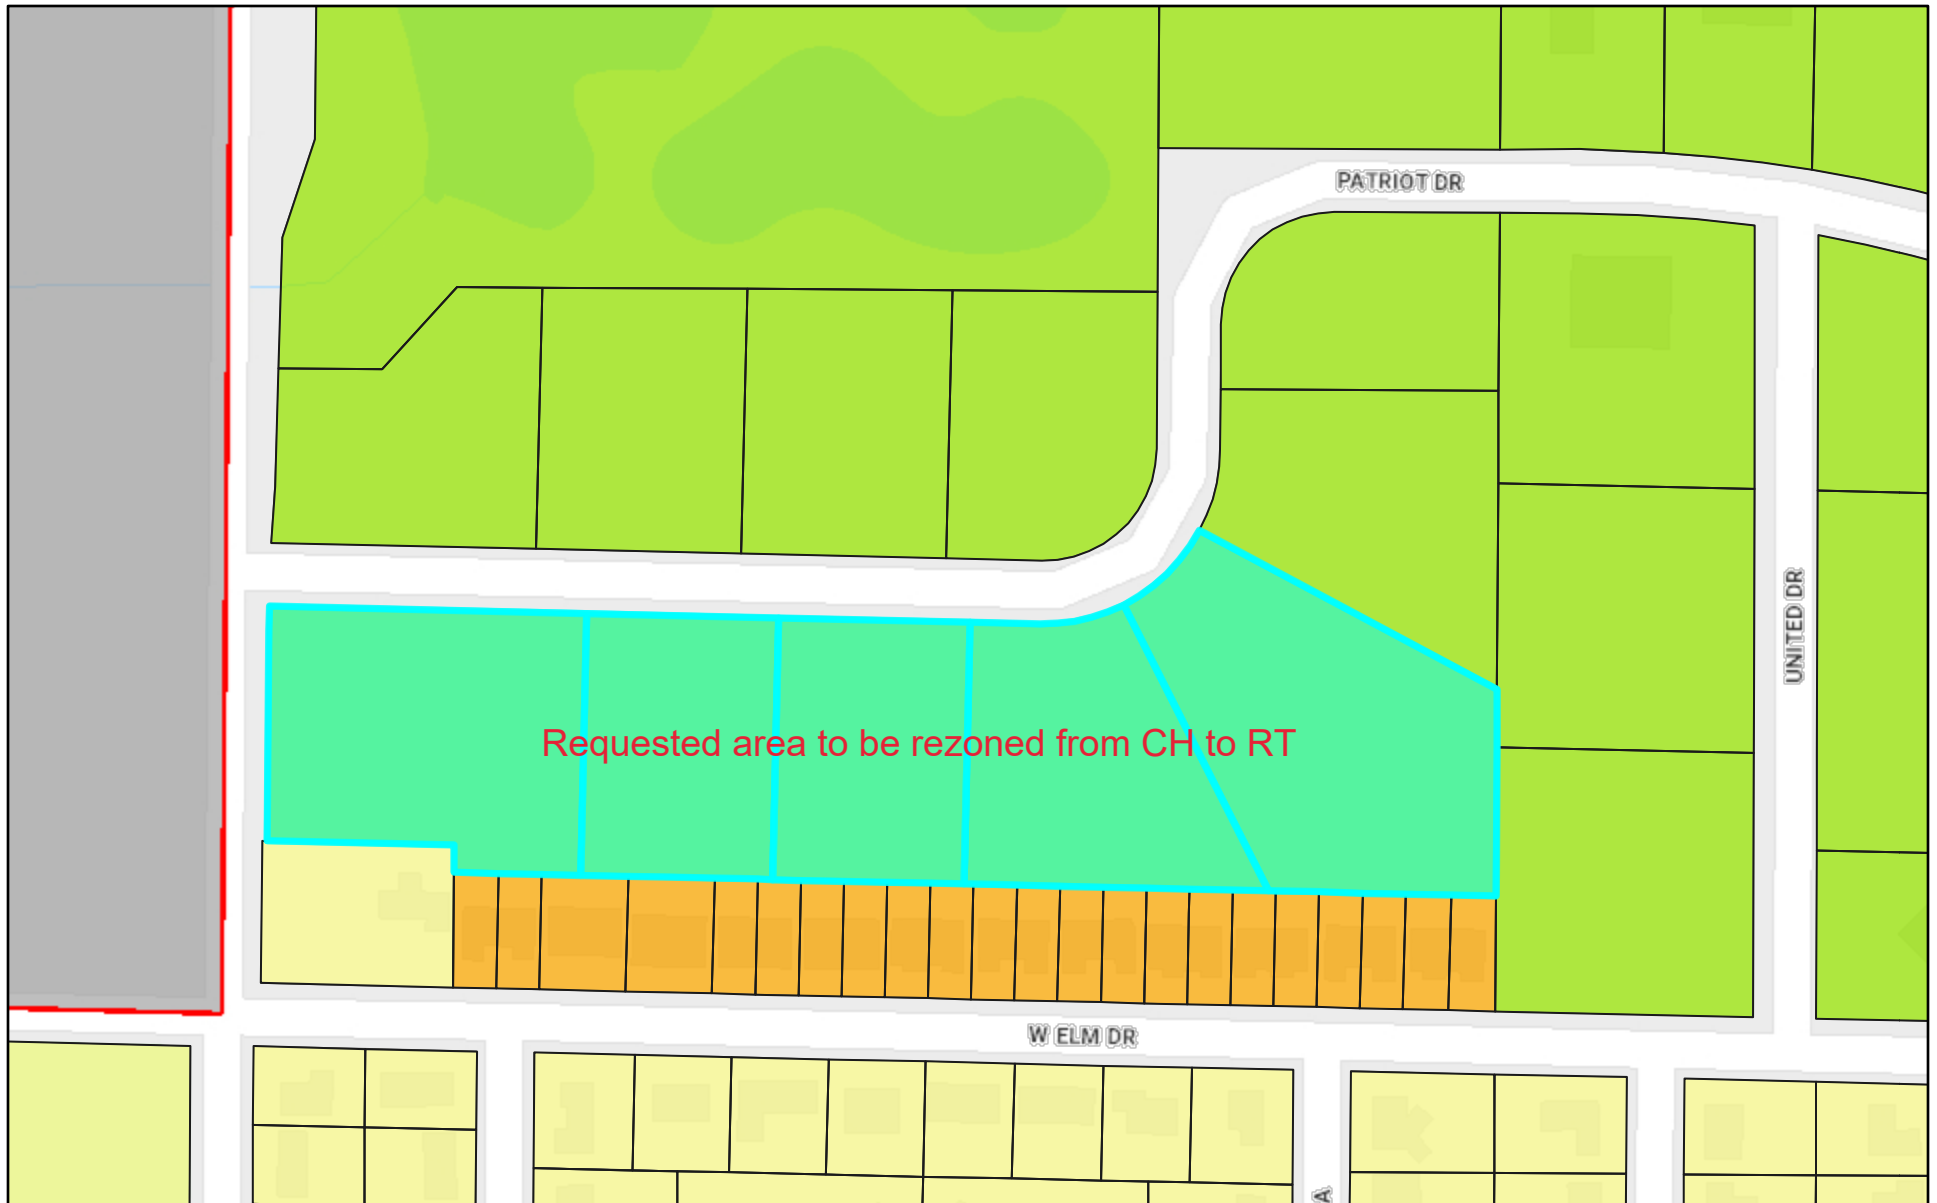 PATRIOT DR
UNITED DR
Requested area to be rezoned from CH to RT
W ELM DR
A